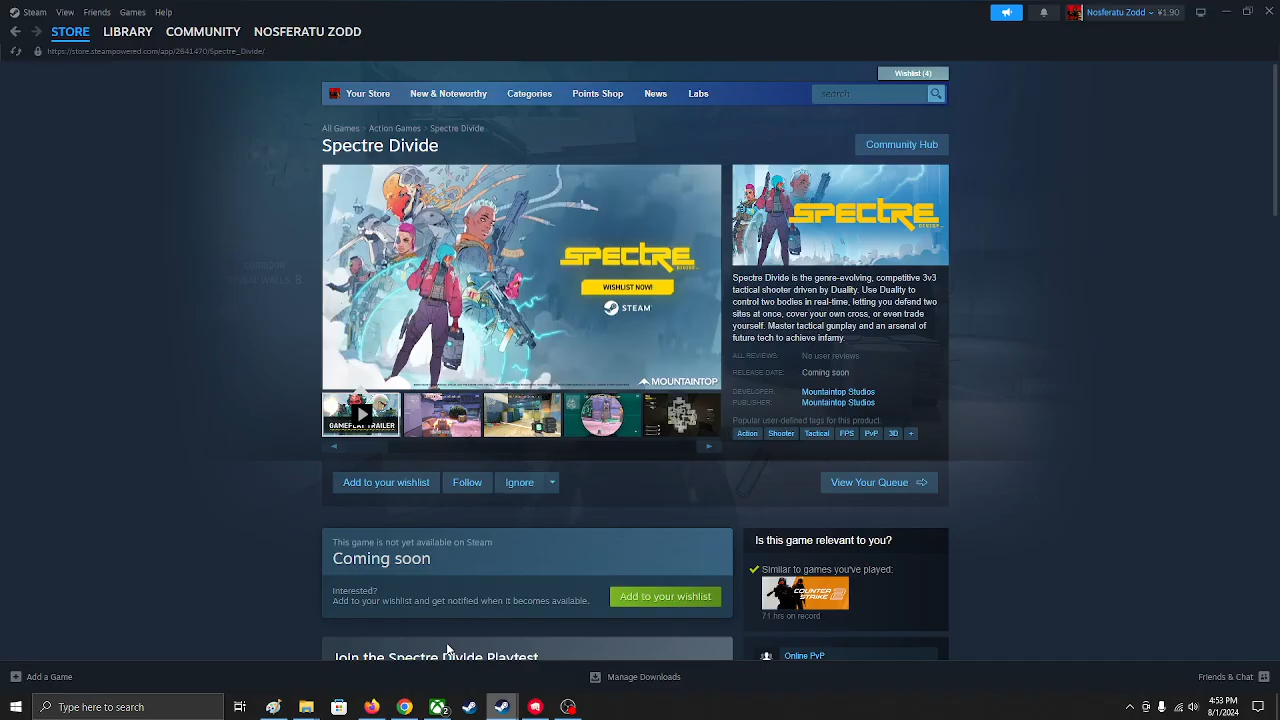 Steam View Friends Games Help
Nosferatu Zodd ¥1.90
STORE LIBRARY COMMUNITY NOSFERATU ZODD
https://store.steampowered.com/app/2641470/Spectre_Divide/
Wishlist (4)
Your Store New & Noteworthy Categories Points Shop News Labs search
All Games > Action Games > Spectre Divide
Spectre Divide
Community Hub
SPECTRE
DIVIDE
WISHLIST NOW!
STEAM
MOUNTAINTOP
SPECTRE
DIVIDE
Spectre Divide is the genre-evolving, competitive 3v3
tactical shooter driven by Duality. Use Duality to
control two bodies in real-time, letting you defend two
sites at once, cover your own cross, or even trade
yourself. Master tactical gunplay and an arsenal of
future tech to achieve infamy.
ALL REVIEWS: No user reviews
RELEASE DATE: Coming soon
DEVELOPER: Mountaintop Studios
PUBLISHER: Mountaintop Studios
Popular user-defined tags for this product:
Action Shooter Tactical FPS PvP 3D +
GAMEPLAY TRAILER
Add to your wishlist Follow Ignore
View Your Queue
This game is not yet available on Steam
Coming soon
Interested?
Add to your wishlist and get notified when it becomes available.
Add to your wishlist
Is this game relevant to you?
Similar to games you've played:
COUNTER
STRIKE 2
71 hrs on record
Join the Spectre Divide Playtest
Online PvP
Add a Game
Manage Downloads
Friends & Chat
Type here to search
2
4:53 PM
8/1/2024